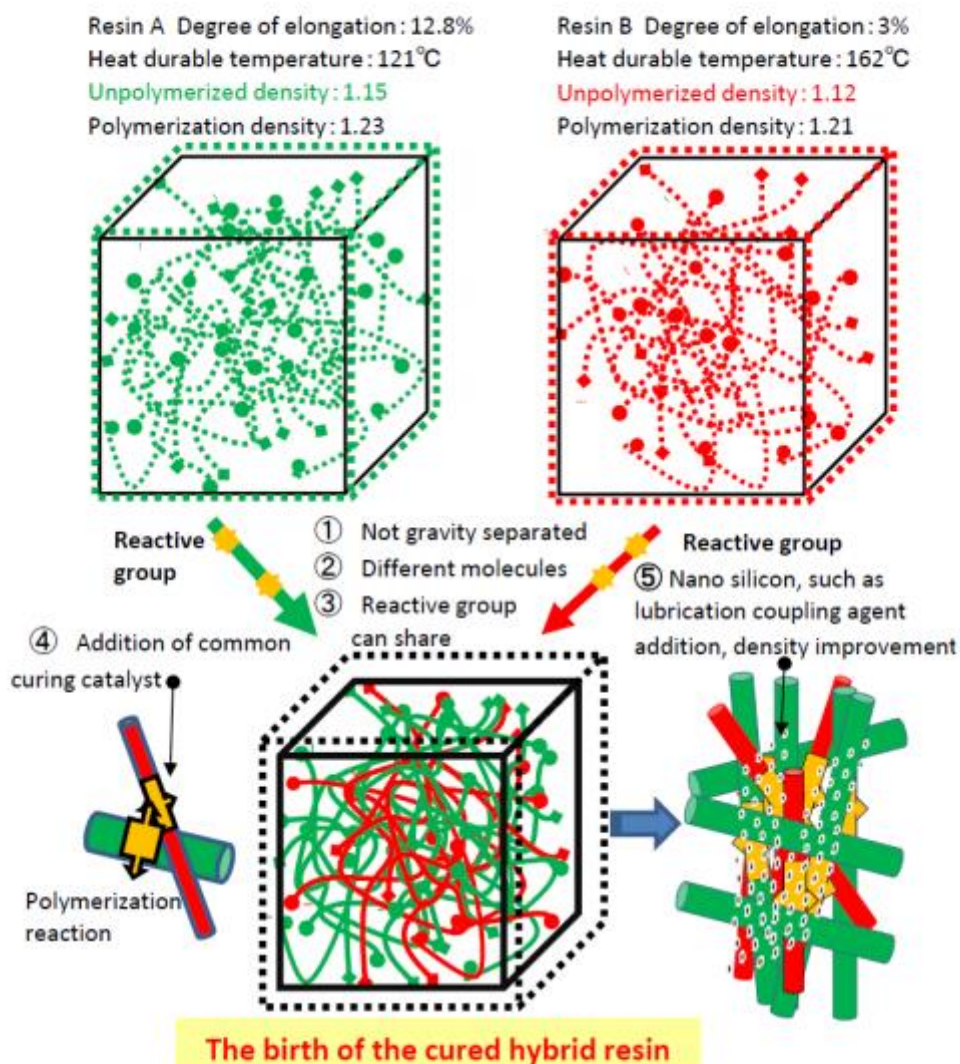 Resin A Degree of elongation : 12.8%
Heat durable temperature : 121℃
Unpolymerized density : 1.15
Polymerization density : 1.23
Resin B Degree of elongation : 3%
Heat durable temperature : 162℃
Unpolymerized density : 1.12
Polymerization density : 1.21
Reactive
group
① Not gravity separated
② Different molecules
③ Reactive group
can share
Reactive group
⑤ Nano silicon, such as
lubrication coupling agent
addition, density improvement
④ Addition of common
curing catalyst
Polymerization
reaction
The birth of the cured hybrid resin